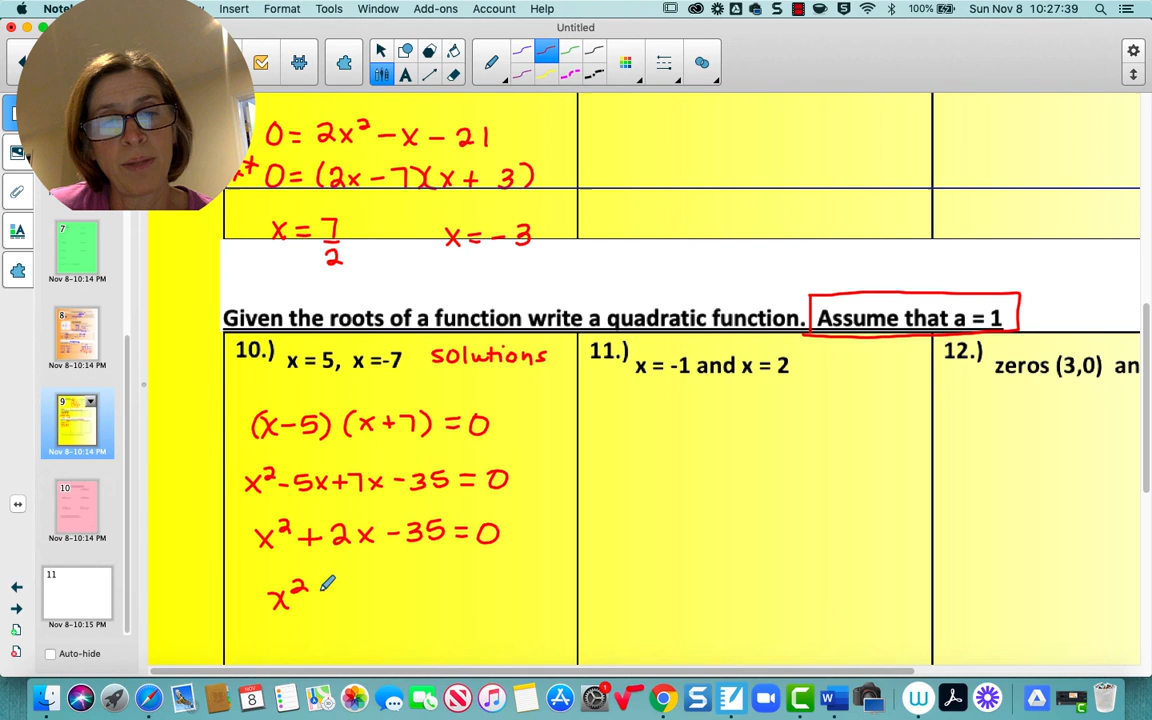 Note
Insert Format Tools Window Add-ons Account Help
100% Sun Nov 8 10:27:39
Untitled
0 = 2x² - x - 21
0 = (2x - 7)(x + 3)
x = 7/2 x = -3
Given the roots of a function write a quadratic function. Assume that a = 1
10.) x = 5, x =-7 solutions
(x-5) (x+7) = 0
x² - 5x + 7x - 35 = 0
x² + 2x - 35 = 0
x²
11.) x = -1 and x = 2
12.) zeros (3,0) an
7
Nov 8-10:14 PM
8
Nov 8-10:14 PM
9
Nov 8-10:14 PM
10
Nov 8-10:14 PM
11
Nov 8-10:15 PM
Auto-hide
NOV
8